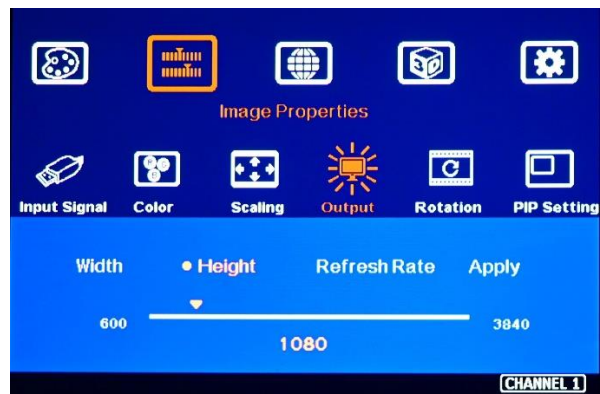 3D
Image Properties
R G B
Input Signal Color Scaling Output Rotation PIP Setting
Width Height Refresh Rate Apply
600 3840
1080
CHANNEL 1